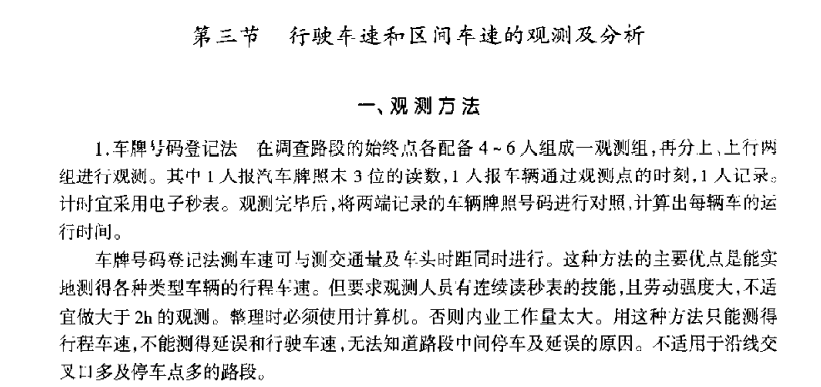 第三节 行驶车速和区间车速的观测及分析
一、观测方法
1.车牌号码登记法 在调查路段的始终点各配备4~6人组成一观测组,再分上、上行两
组进行观测。其中1人报汽车牌照末3位的读数,1人报车辆通过观测点的时刻,1人记录。
计时宜采用电子秒表。观测完毕后,将两端记录的车辆牌照号码进行对照,计算出每辆车的运
行时间。
车牌号码登记法测车速可与测交通量及车头时距同时进行。这种方法的主要优点是能实
地测得各种类型车辆的行程车速。但要求观测人员有连续读秒表的技能,且劳动强度大,不适
宜做大于2h的观测。整理时必须使用计算机。否则内业工作量太大。用这种方法只能测得
行程车速,不能测得延误和行驶车速,无法知道路段中间停车及延误的原因。不适用于沿线交
叉口多及停车点多的路段。